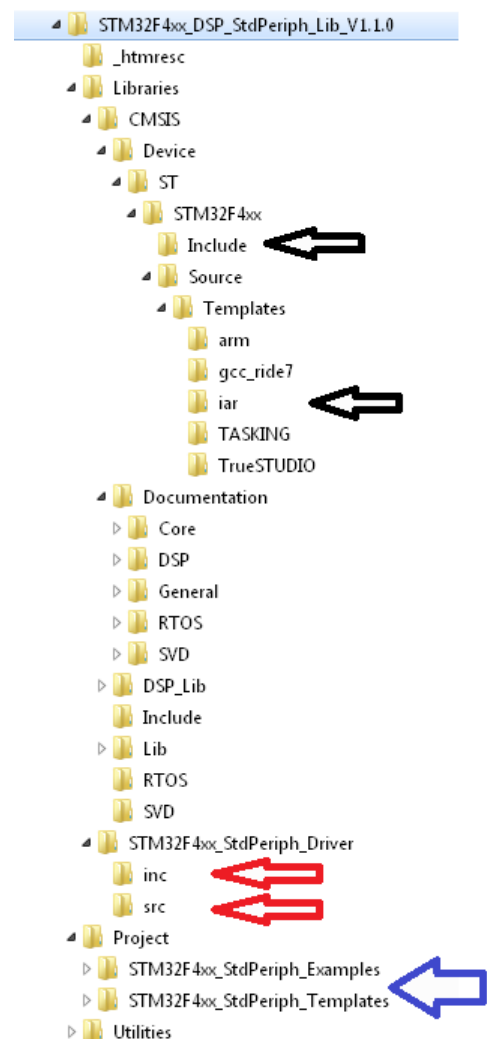 STM32F4xx_DSP_StdPeriph_Lib_V1.1.0
_htmresc
Libraries
CMSIS
Device
ST
STM32F4xx
Include
Source
Templates
arm
gcc_ride7
iar
TASKING
TrueSTUDIO
Documentation
Core
DSP
General
RTOS
SVD
DSP_Lib
Include
Lib
RTOS
SVD
STM32F4xx_StdPeriph_Driver
inc
src
Project
STM32F4xx_StdPeriph_Examples
STM32F4xx_StdPeriph_Templates
Utilities